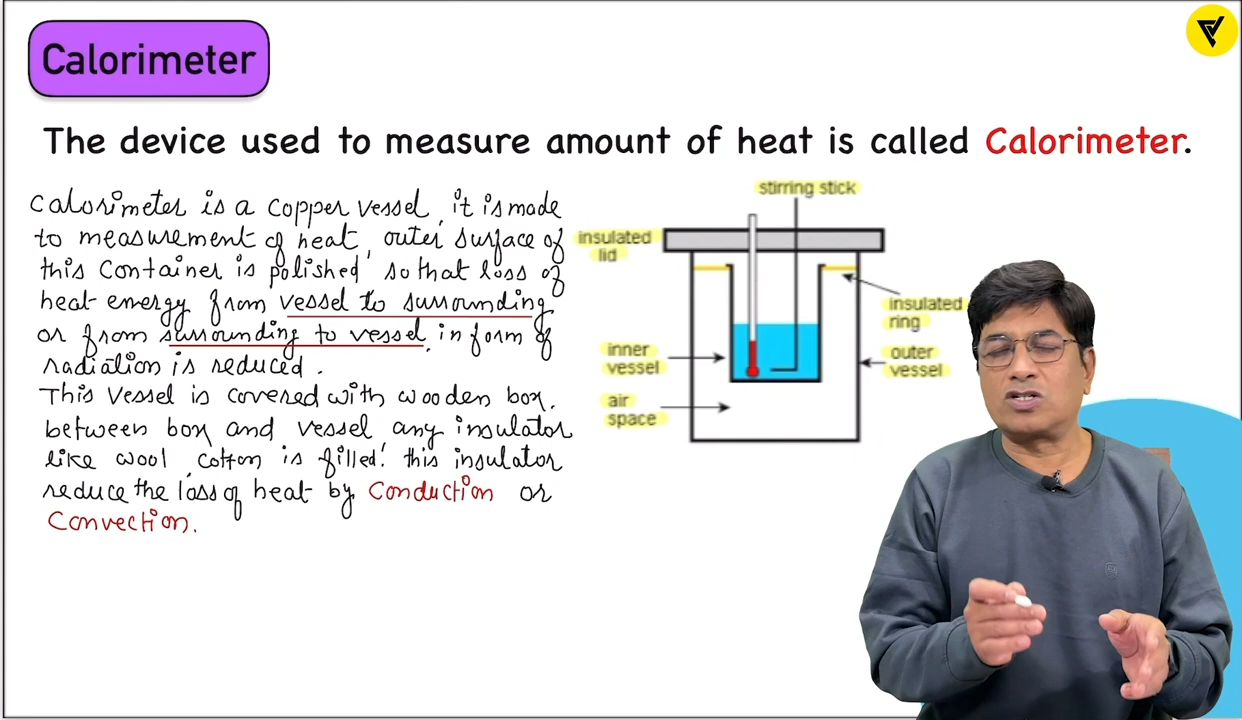 Calorimeter
The device used to measure amount of heat is called Calorimeter.
Calorimeter is a copper vessel, it is made
to measurement of heat, outer surface of
this container is polished, so that loss of
heat energy from vessel to surrounding
or from surrounding to vessel, in form of
radiation is reduced.
This vessel is covered with wooden box.
between box and vessel, any insulator
like wool, cotton is filled. this insulator
reduce the loss of heat by Conduction or
Convection.
stirring stick
insulated
lid
insulated
ring
inner
vessel
outer
vessel
air
space